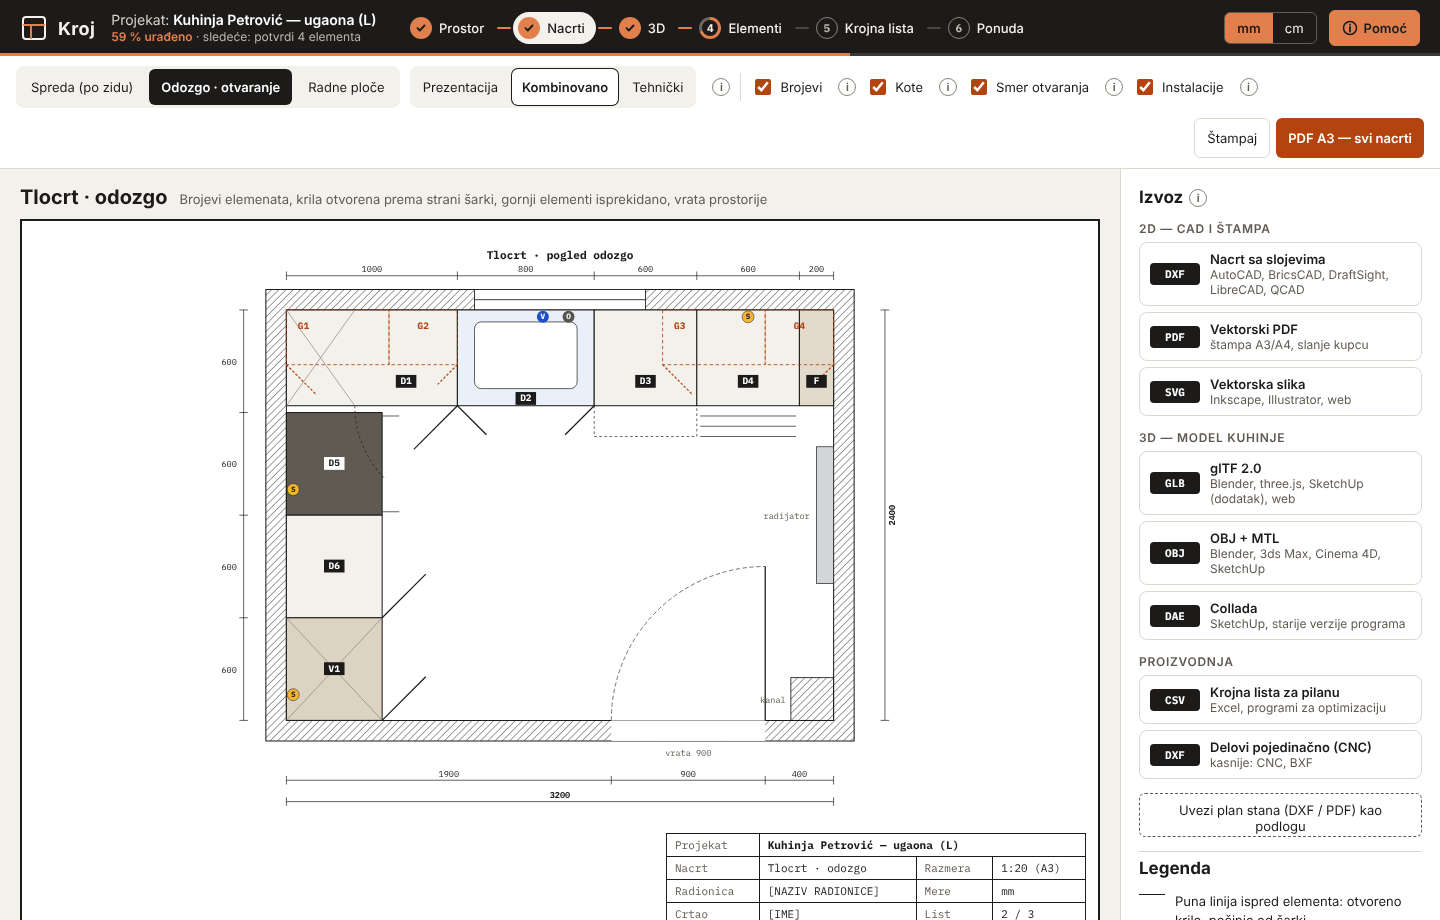 Kroj
Projekat: Kuhinja Petrović — ugaona (L)
59 % urađeno · sledeće: potvrdi 4 elementa
Prostor
Nacrti
3D
4 Elementi
5 Krojna lista
6 Ponuda
mm cm
Pomoć
Spreda (po zidu) Odozgo · otvaranje Radne ploče
Prezentacija Kombinovano Tehnički
i
Brojevi i
Kote i
Smer otvaranja i
Instalacije i
Štampaj
PDF A3 — svi nacrti
Tlocrt · odozgo Brojevi elemenata, krila otvorena prema strani šarki, gornji elementi isprekidano, vrata prostorije
Tlocrt · pogled odozgo
1000 800 600 600 200
V O S
G1 G2 G3 G4
600
D1 D3 D4 F
D2
D5
600
S
radijator
2400
D6
600
V1
600
S
kanal
vrata 900
1900 900 400
3200
Projekat Kuhinja Petrović — ugaona (L)
Nacrt Tlocrt · odozgo Razmera 1:20 (A3)
Radionica [NAZIV RADIONICE] Mere mm
Crtao [IME] List 2 / 3
Izvoz i
2D — CAD I ŠTAMPA
DXF Nacrt sa slojevima
AutoCAD, BricsCAD, DraftSight,
LibreCAD, QCAD
PDF Vektorski PDF
štampa A3/A4, slanje kupcu
SVG Vektorska slika
Inkscape, Illustrator, web
3D — MODEL KUHINJE
GLB glTF 2.0
Blender, three.js, SketchUp
(dodatak), web
OBJ OBJ + MTL
Blender, 3ds Max, Cinema 4D,
SketchUp
DAE Collada
SketchUp, starije verzije programa
PROIZVODNJA
CSV Krojna lista za pilanu
Excel, programi za optimizaciju
DXF Delovi pojedinačno (CNC)
kasnije: CNC, BXF
Uvezi plan stana (DXF / PDF) kao
podlogu
Legenda
Puna linija ispred elementa: otvoreno
krilo, počinje od šarki